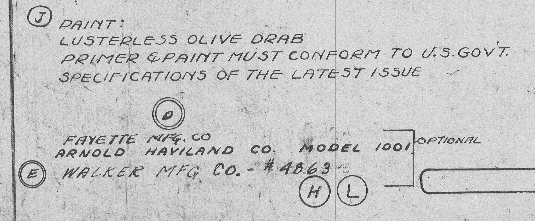 J PAINT:
LUSTERLESS OLIVE DRAB
PRIMER & PAINT MUST CONFORM TO U.S. GOV'T.
SPECIFICATIONS OF THE LATEST ISSUE
D
FAYETTE MFG. CO
ARNOLD HAVILAND CO. MODEL 1001 OPTIONAL
E WALKER MFG CO. - # 4863
H L